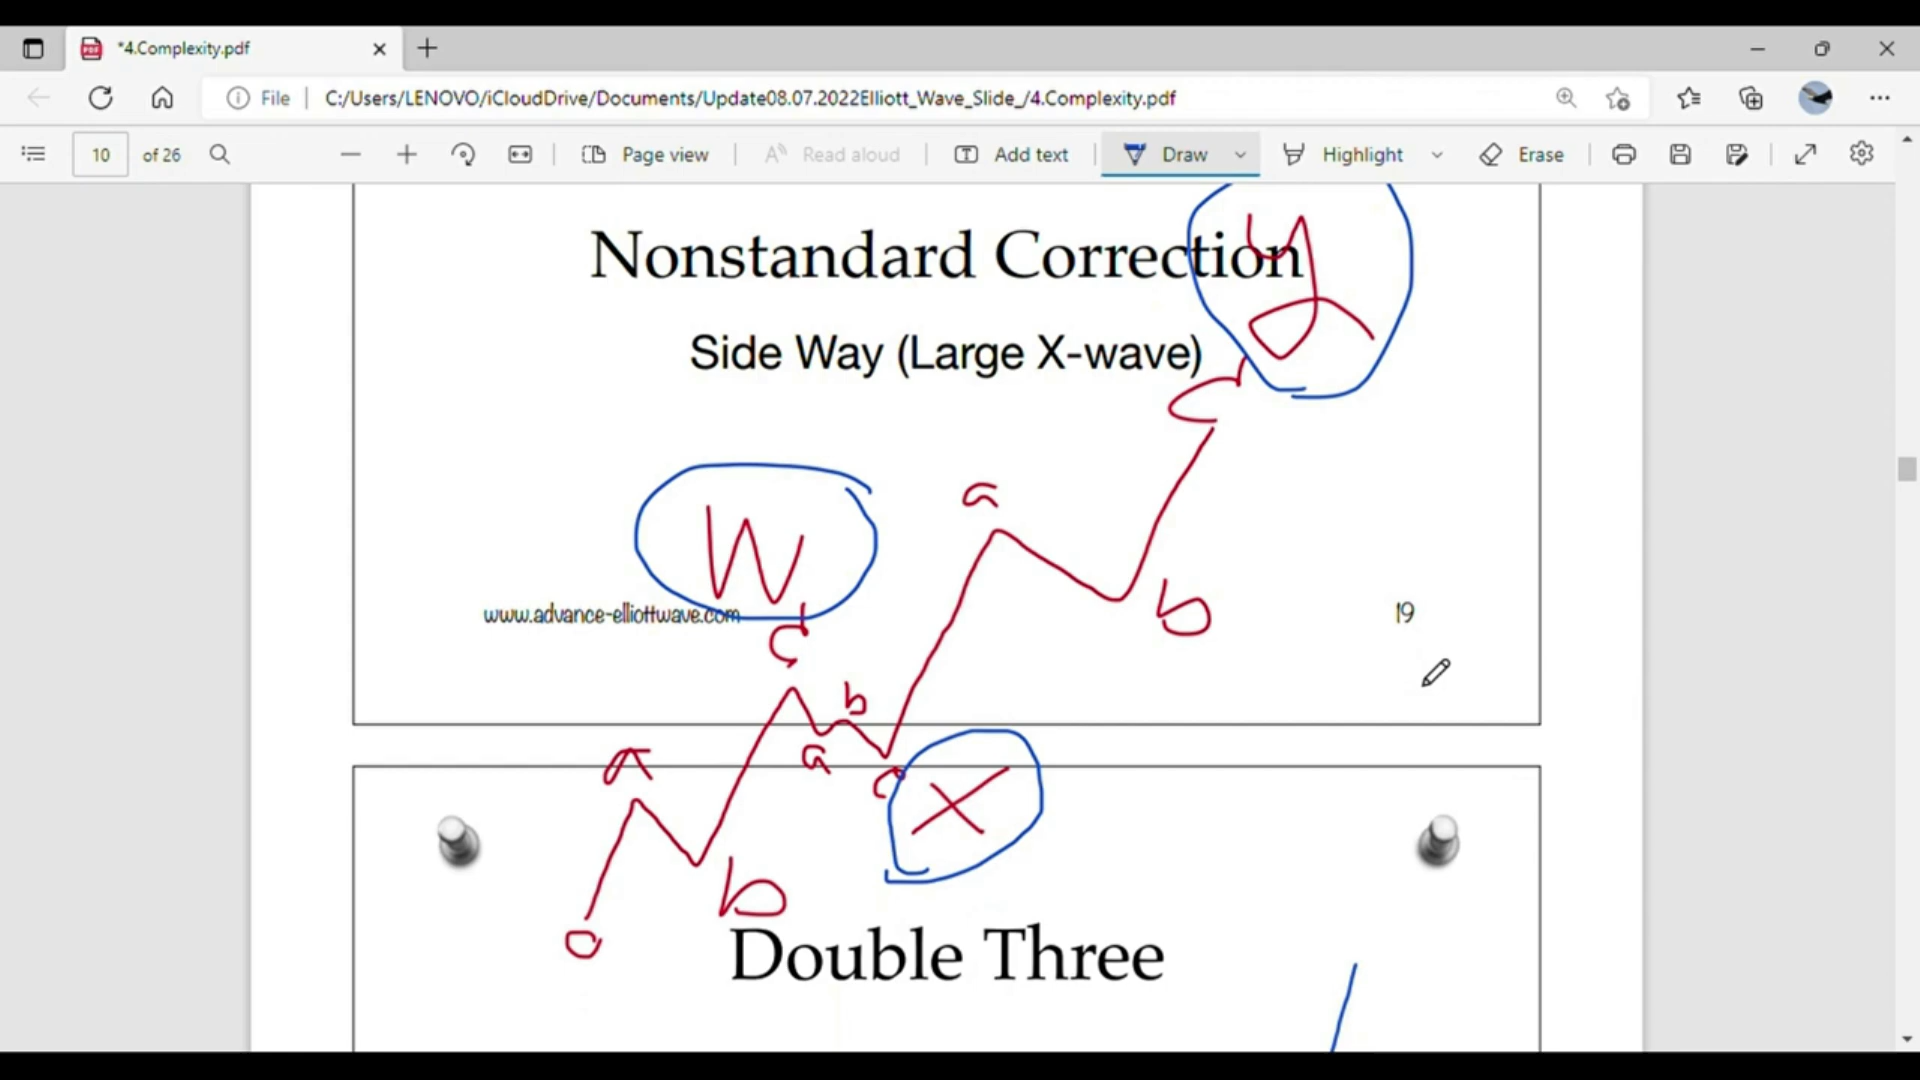 *4.Complexity.pdf
File C:/Users/LENOVO/iCloudDrive/Documents/Update08.07.2022Elliott_Wave_Slide_/4.Complexity.pdf
10 of 26 Page view Read aloud Add text Draw Highlight Erase
y
Nonstandard Correction
Side Way (Large X-wave)
c
a
W
b
www.advance-elliottwave.com 19
c
b
a
a
c
X
b
o
Double Three